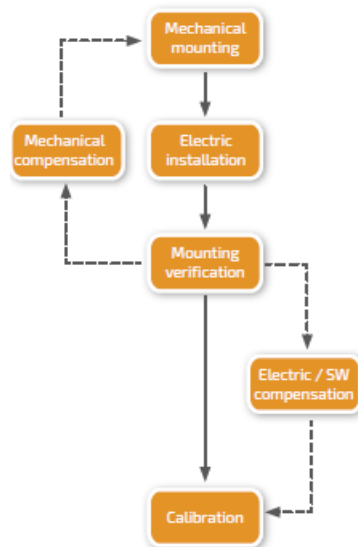 Mechanical
mounting
Mechanical
compensation
Electric
installation
Mounting
verification
Electric / SW
compensation
Calibration